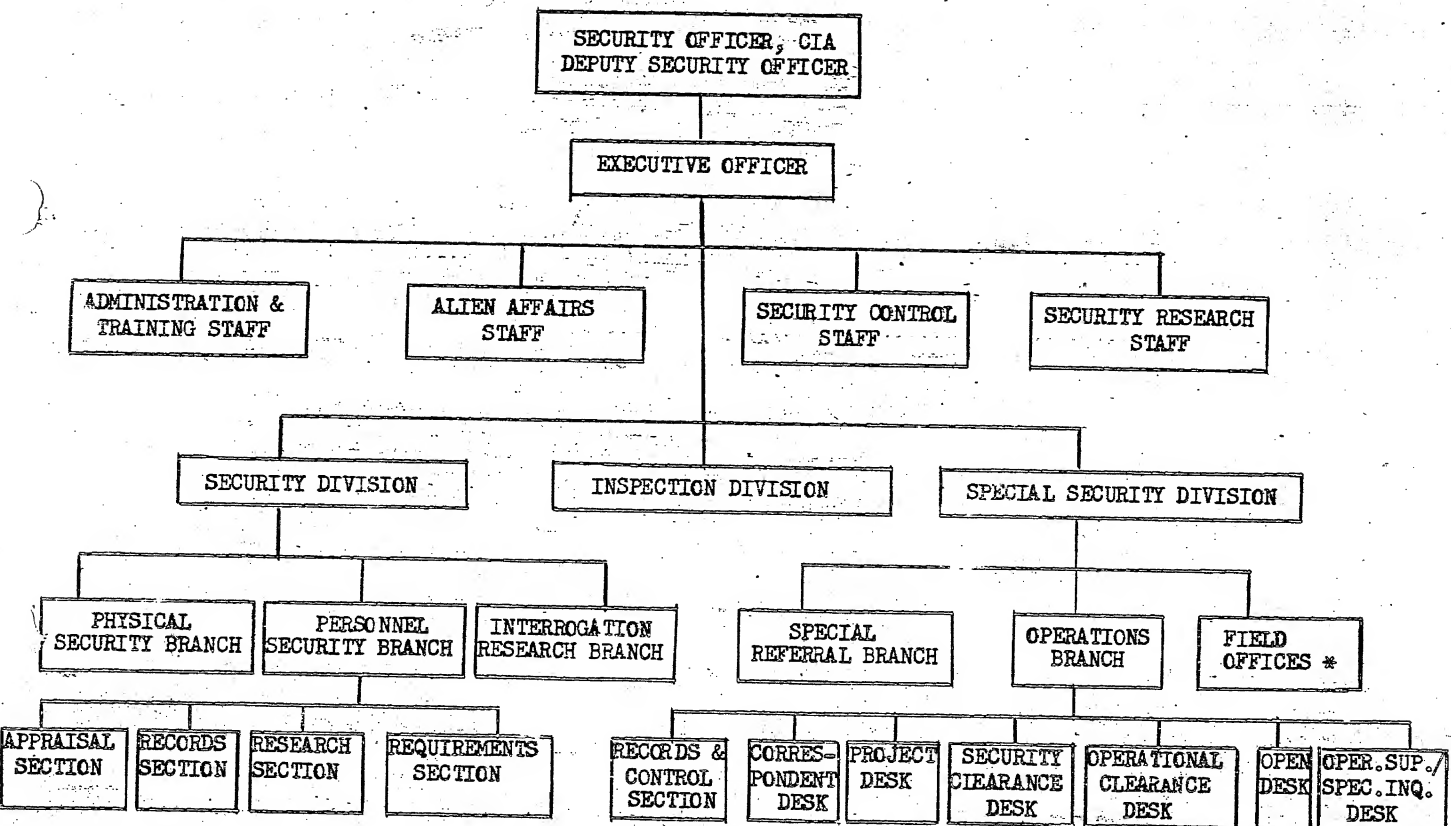 SECURITY OFFICER, CIA
DEPUTY SECURITY OFFICER
EXECUTIVE OFFICER
ADMINISTRATION &
TRAINING STAFF
ALIEN AFFAIRS
STAFF
SECURITY CONTROL
STAFF
SECURITY RESEARCH
STAFF
SECURITY DIVISION
INSPECTION DIVISION
SPECIAL SECURITY DIVISION
PHYSICAL
SECURITY BRANCH
PERSONNEL
SECURITY BRANCH
INTERROGATION
RESEARCH BRANCH
SPECIAL
REFERRAL BRANCH
OPERATIONS
BRANCH
FIELD
OFFICES *
APPRAISAL
SECTION
RECORDS
SECTION
RESEARCH
SECTION
REQUIREMENTS
SECTION
RECORDS &
CONTROL
SECTION
CORRES-
PONDENT
DESK
PROJECT
DESK
SECURITY
CLEARANCE
DESK
OPERATIONAL
CLEARANCE
DESK
OPEN
DESK
OPER.SUP./
SPEC.INQ.
DESK